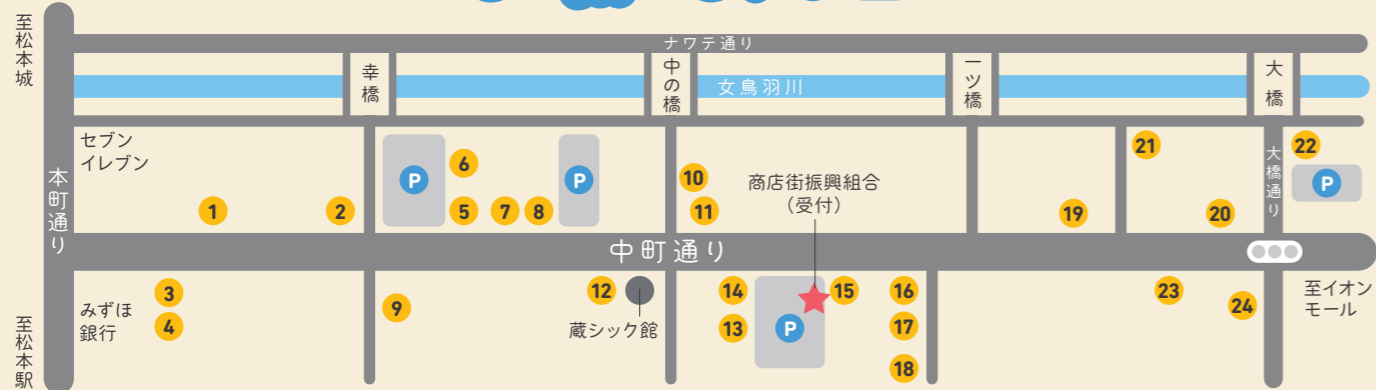 至松本城
ナワテ通り
幸橋
中の橋
一ツ橋
大橋
女鳥羽川
セブン
イレブン
本町通り
P
P
P
大橋通り
商店街振興組合
（受付）
1
2
5
6
7
8
10
11
19
20
21
22
中町通り
3
4
みずほ
銀行
9
12
蔵シック館
14
13
P
15
16
17
18
23
24
至イオン
モール
至松本駅